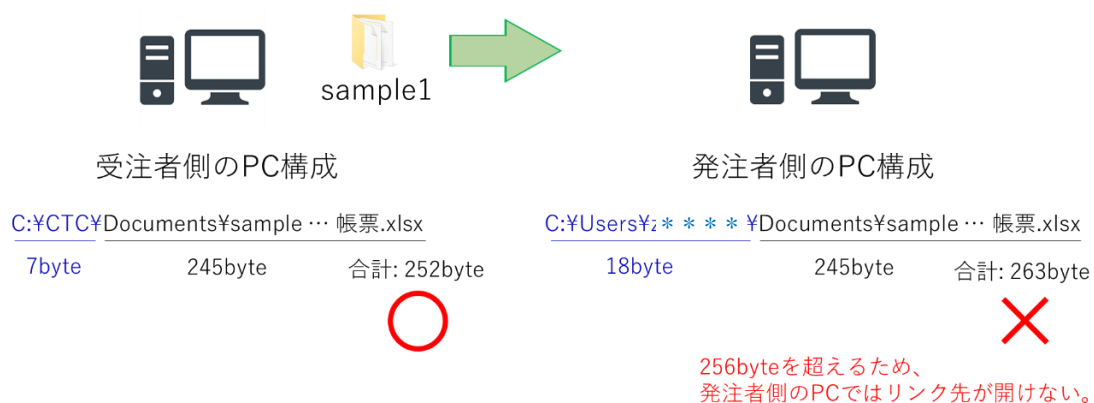 sample1
受注者側のPC構成
発注者側のPC構成
C:¥CTC¥Documents¥sample … 帳票.xlsx
C:¥Users¥z＊＊＊＊¥Documents¥sample … 帳票.xlsx
7byte
245byte
合計: 252byte
18byte
245byte
合計: 263byte
256byteを超えるため、
発注者側のPCではリンク先が開けない。